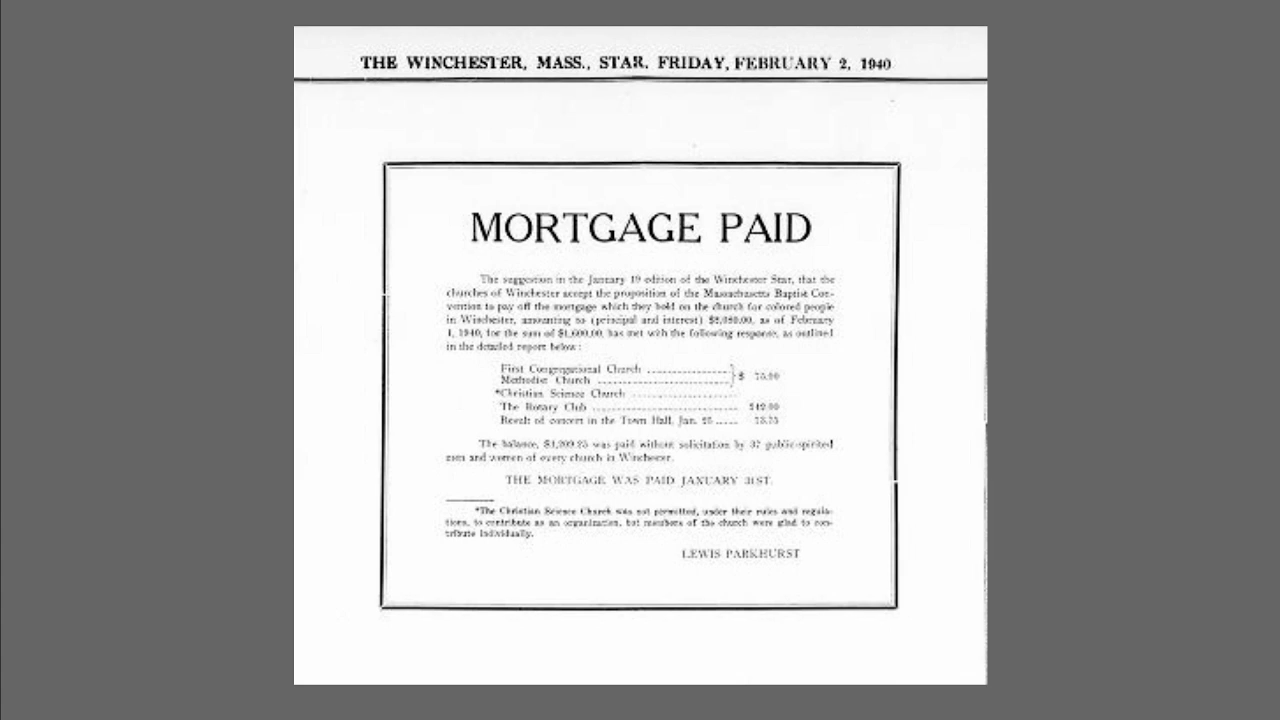 THE WINCHESTER, MASS., STAR, FRIDAY, FEBRUARY 2, 1940
MORTGAGE PAID
The suggestion in the January 19 edition of the Winchester Star, that the
churches of Winchester accept the proposition of the Massachusetts Baptist Con-
vention to pay off the mortgage which they hold on the church for colored people
in Winchester, amounting to (principal and interest) as of February
1, 1940, for the sum of $1,600.00, has met with the following response, as outlined
in the detailed report below:
First Congregational Church
Methodist Church $ 75.00
*Christian Science Church
The Rotary Club
Result of concert in the Town Hall, Jan.
The balance, was paid without solicitation by 37 public-spirited
men and women of every church in Winchester.
THE MORTGAGE WAS PAID JANUARY 31ST.
*The Christian Science Church was not permitted, under their rules and regula-
tions, to contribute as an organization, but members of the church were glad to con-
tribute individually.
LEWIS PARKHURST